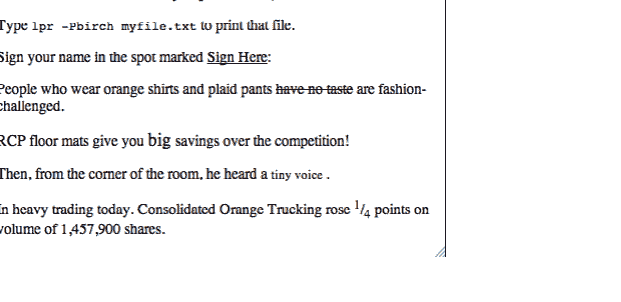 Type lpr -Pbirch myfile.txt to print that file.
Sign your name in the spot marked Sign Here:
People who wear orange shirts and plaid pants have no taste are fashion-
challenged.
RCP floor mats give you big savings over the competition!
Then, from the corner of the room, he heard a tiny voice .
In heavy trading today. Consolidated Orange Trucking rose 1/4 points on
volume of 1,457,900 shares.